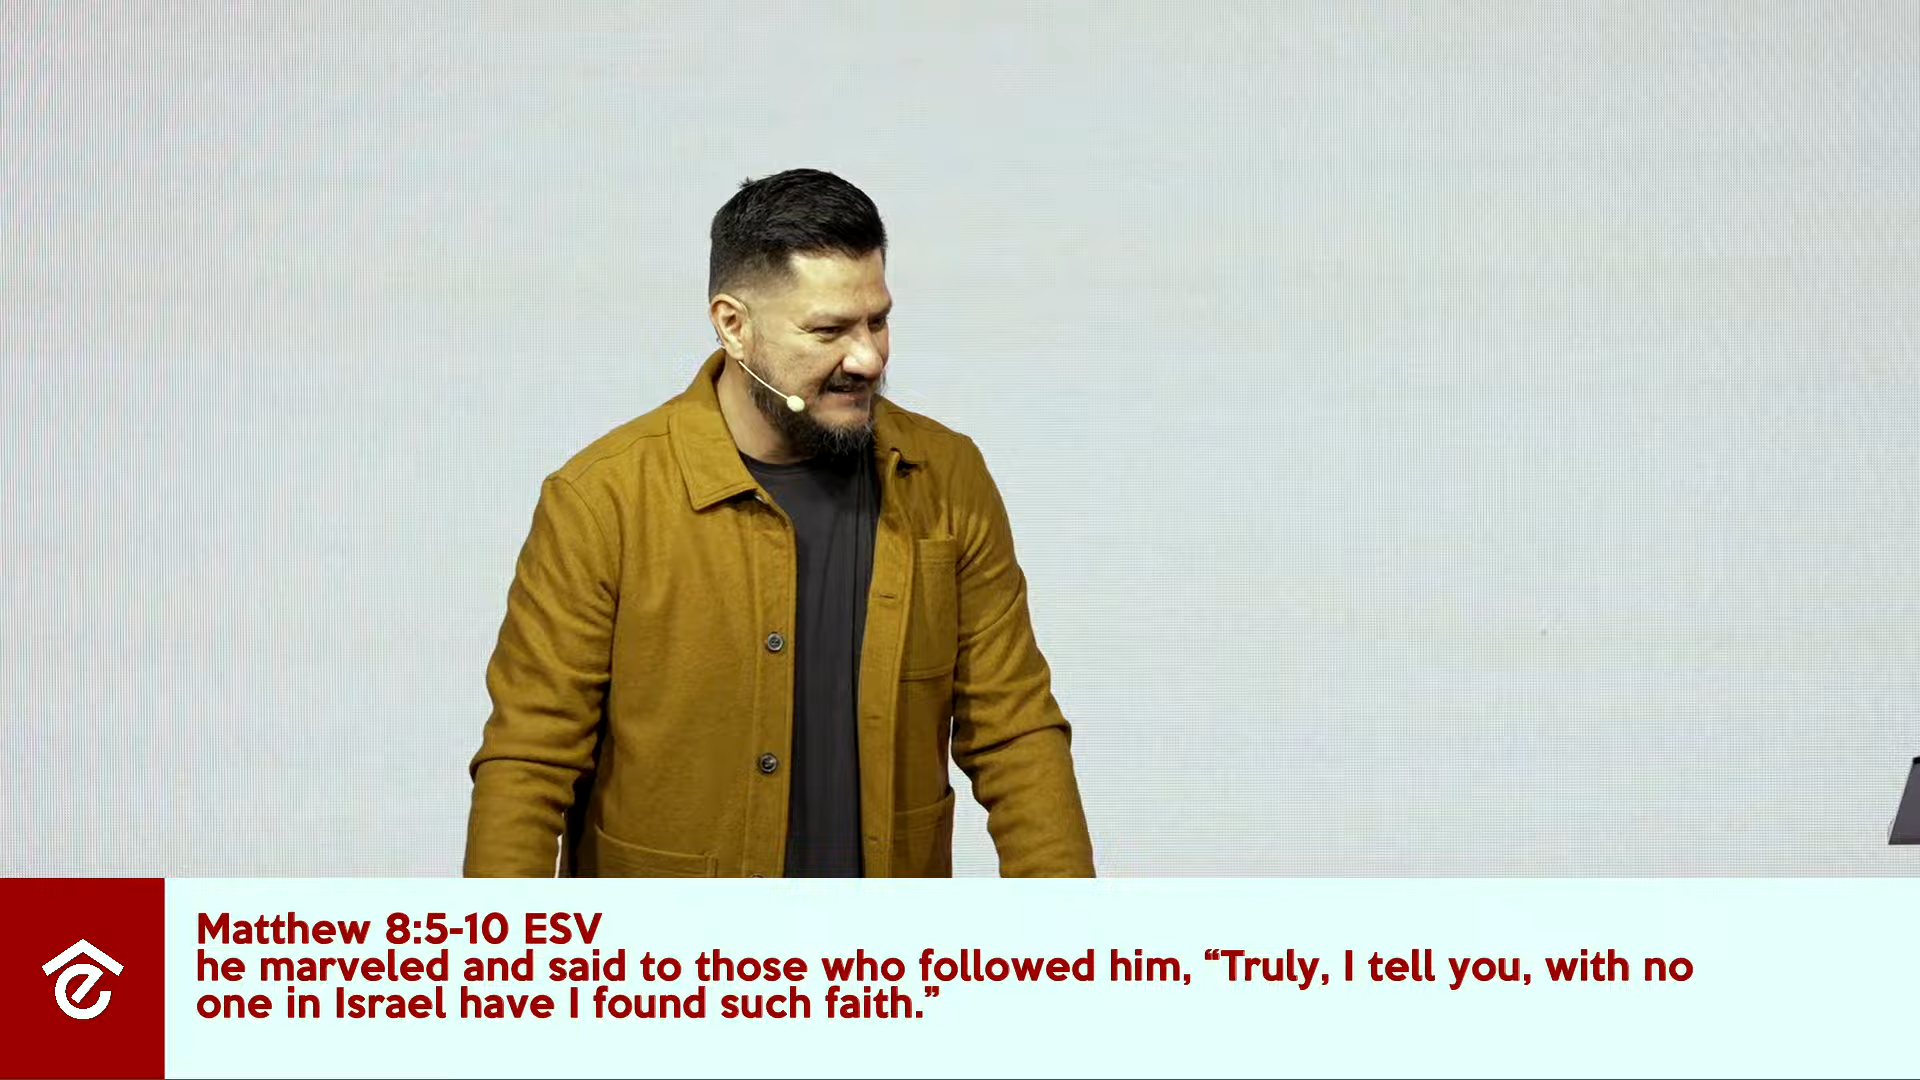 Matthew 8:5-10 ESV
he marveled and said to those who followed him, “Truly, I tell you, with no
one in Israel have I found such faith.”